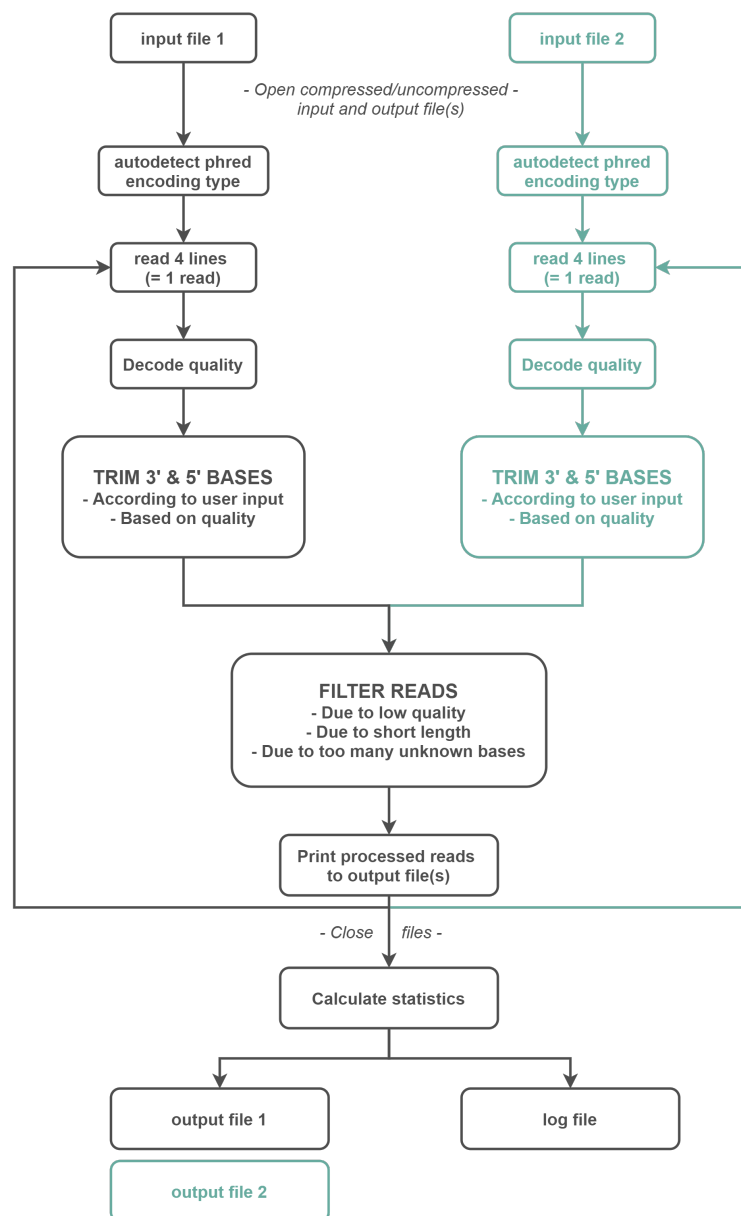 input file 1
input file 2
- Open compressed/uncompressed -
input and output file(s)
autodetect phred
encoding type
autodetect phred
encoding type
read 4 lines
(= 1 read)
read 4 lines
(= 1 read)
Decode quality
Decode quality
TRIM 3' & 5' BASES
- According to user input
- Based on quality
TRIM 3' & 5' BASES
- According to user input
- Based on quality
FILTER READS
- Due to low quality
- Due to short length
- Due to too many unknown bases
Print processed reads
to output file(s)
- Close files -
Calculate statistics
output file 1
log file
output file 2